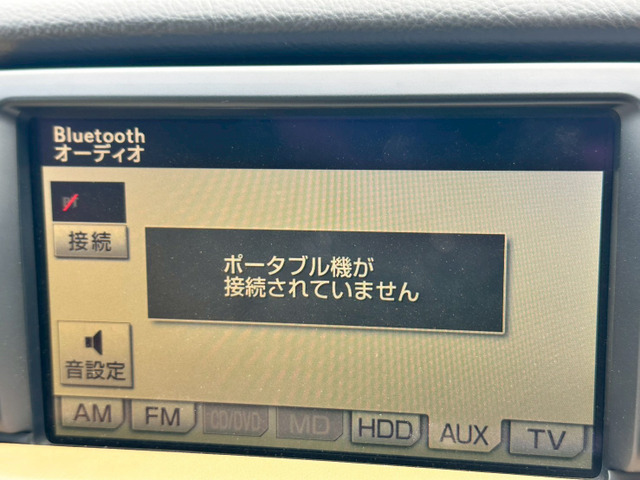 Bluetooth
オーディオ
接続
ポータブル機が
接続されていません
音設定
AM FM CD/DVD MD HDD AUX TV